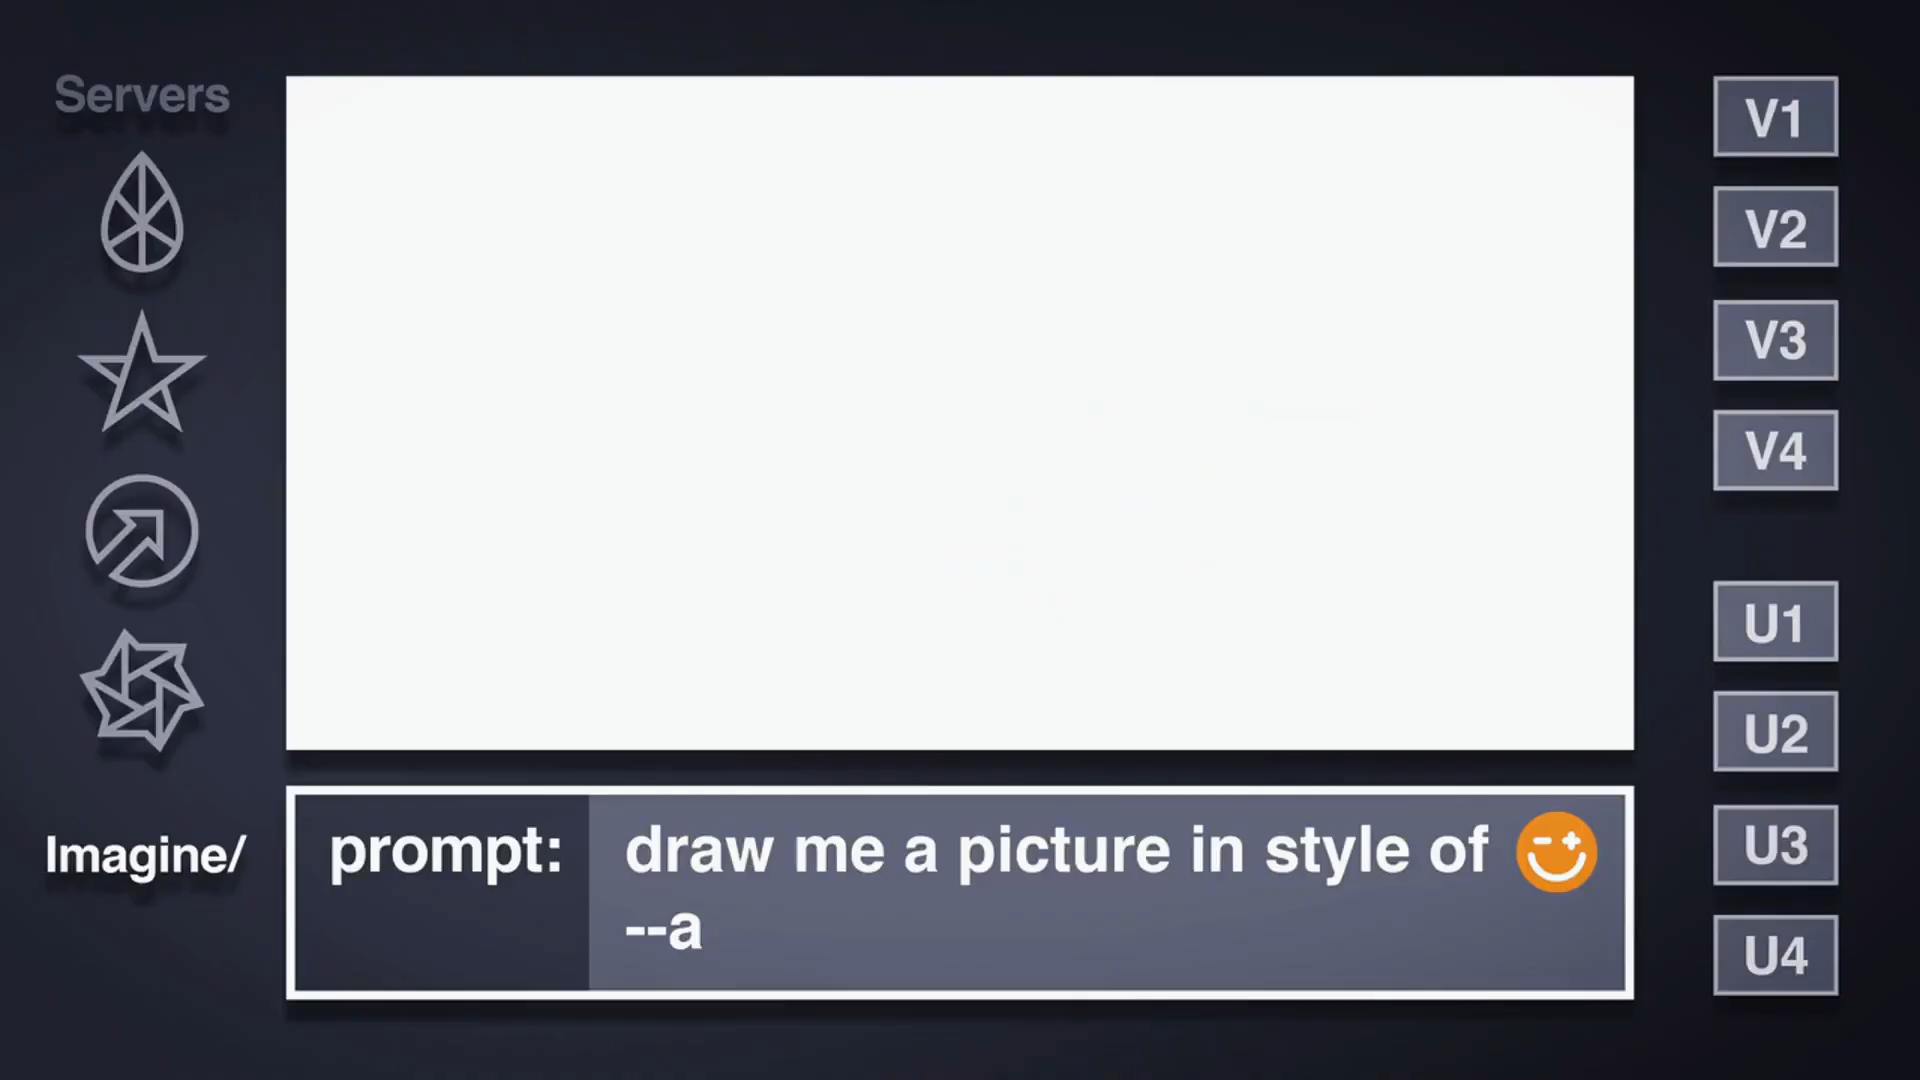 Servers
Imagine/
prompt:
draw me a picture in style of
--a
V1
V2
V3
V4
U1
U2
U3
U4